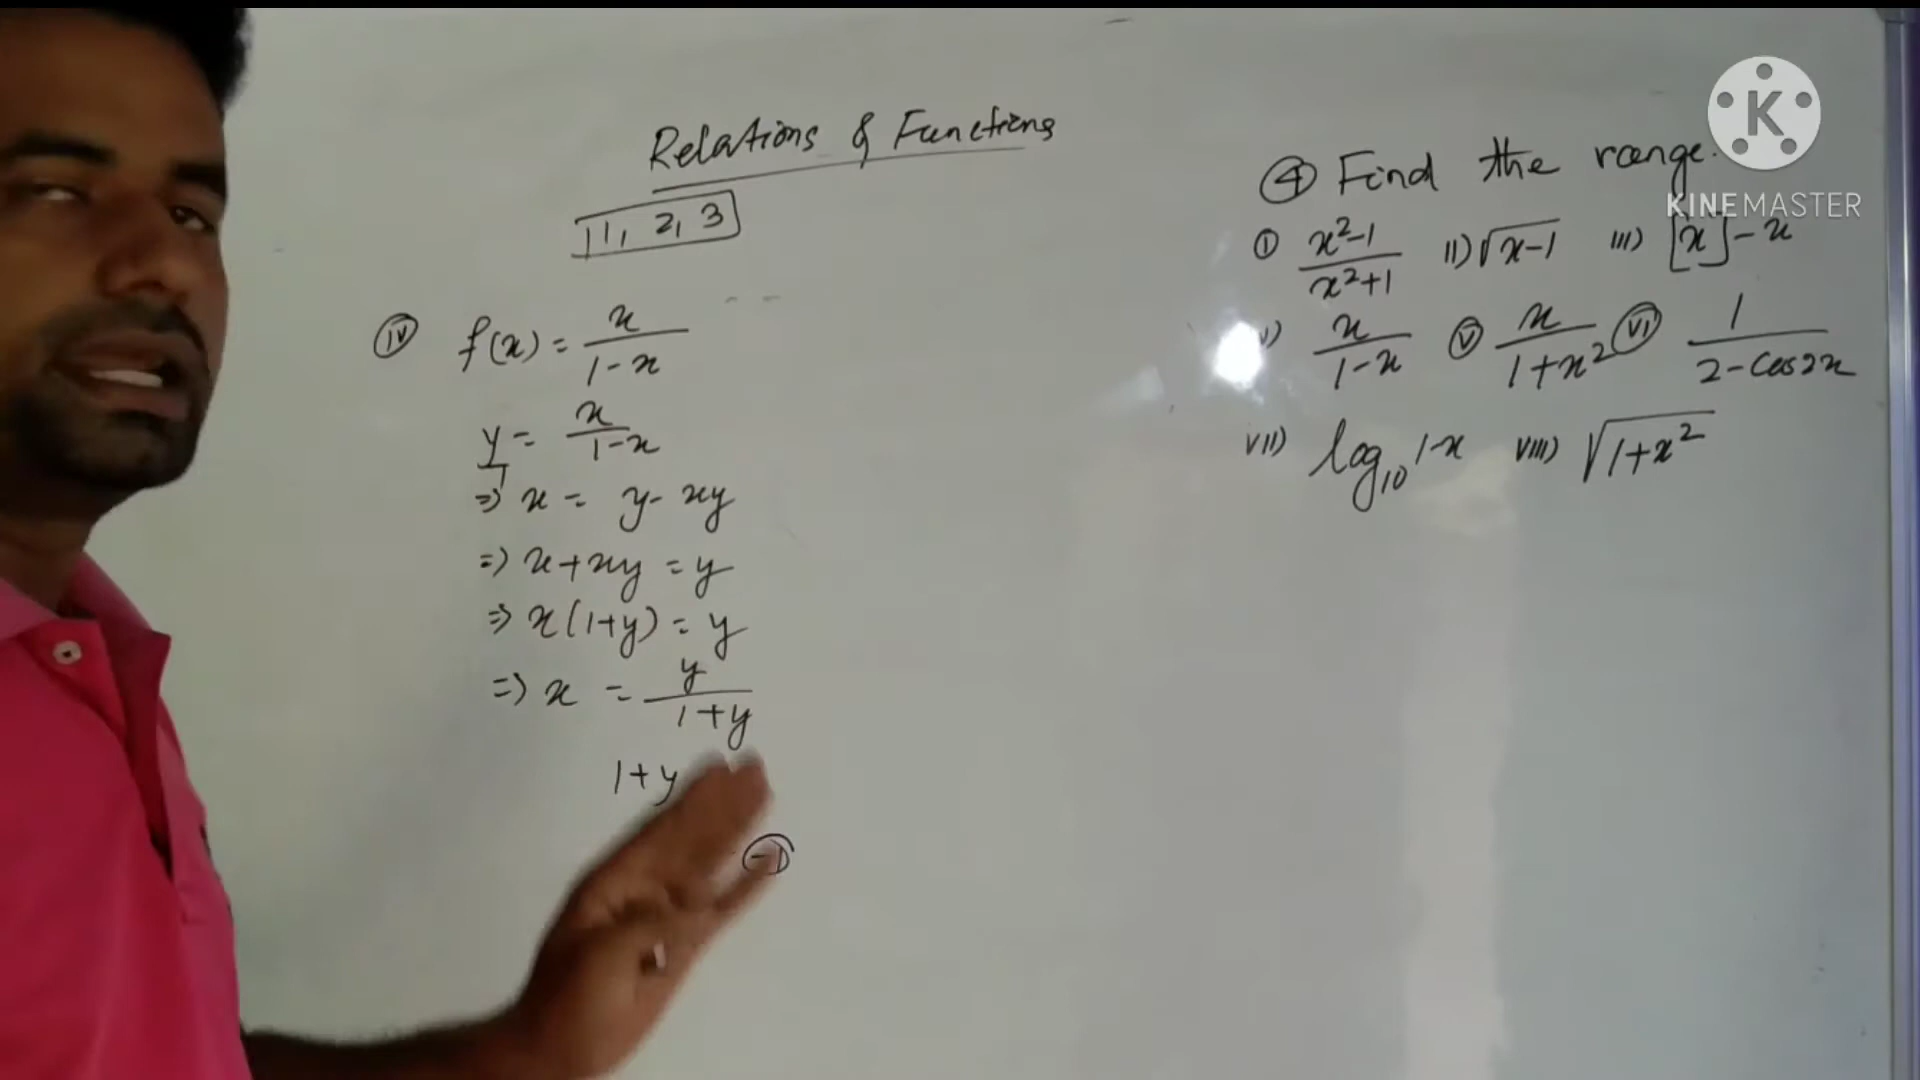 Relations & Functions
1, 2, 3
(iv) f(x) = x/(1-x)
y/1 = x/(1-x)
=> x = y - xy
=> x + xy = y
=> x(1+y) = y
=> x = y/(1+y)
1+y
-1
K
KINEMASTER
(4) Find the range.
(i) (x²-1)/(x²+1) ii) √(x-1) iii) [x]-x
) x/(1-x) (v) x/(1+x²) (vi) 1/(2-cos2x)
vii) log₁₀ 1-x viii) √(1+x²)